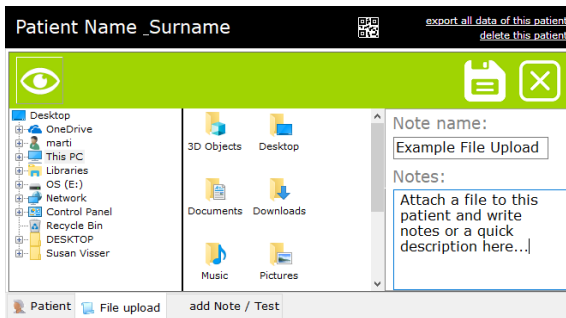 Patient Name _Surname
export all data of this patient
delete this patient
Desktop
OneDrive
marti
This PC
Libraries
OS (E:)
Network
Control Panel
Recycle Bin
DESKTOP
Susan Visser
3D Objects
Desktop
Documents
Downloads
Music
Pictures
Note name:
Example File Upload
Notes:
Attach a file to this
patient and write
notes or a quick
description here...
Patient
File upload
add Note / Test